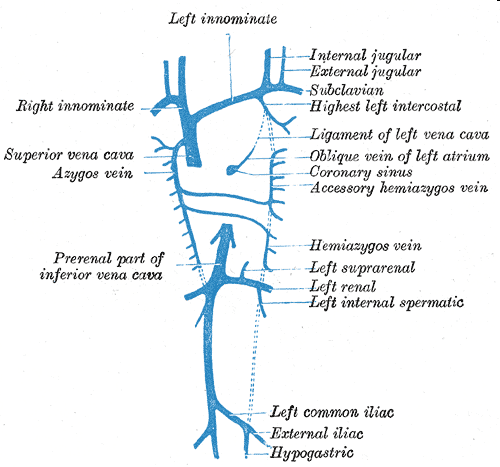 Left innominate
Internal jugular
External jugular
Subclavian
Right innominate
Highest left intercostal
Ligament of left vena cava
Superior vena cava
Oblique vein of left atrium
Azygos vein
Coronary sinus
Accessory hemiazygos vein
Prerenal part of
inferior vena cava
Hemiazygos vein
Left suprarenal
Left renal
Left internal spermatic
Left common iliac
External iliac
Hypogastric